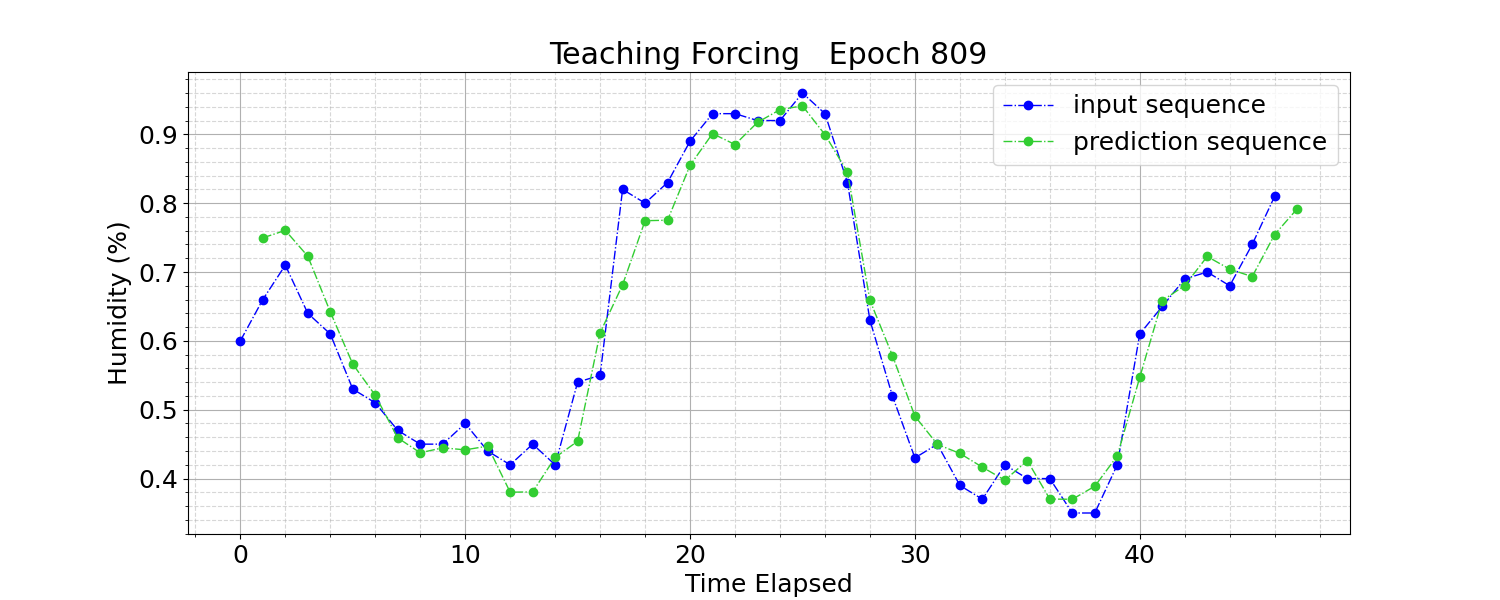 Teaching Forcing   Epoch 809
input sequence
prediction sequence
Humidity (%)
0.9
0.8
0.7
0.6
0.5
0.4
0 10 20 30 40
Time Elapsed